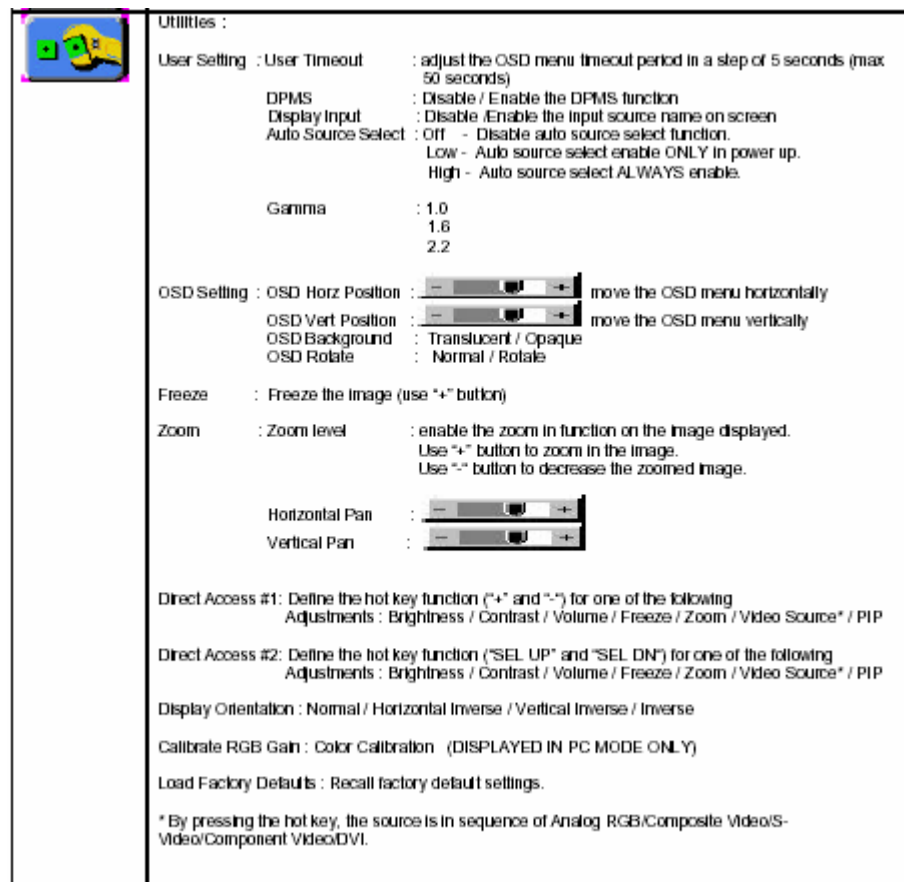 Utilities :
User Setting : User Timeout : adjust the OSD menu timeout period in a step of 5 seconds (max
50 seconds)
DPMS : Disable / Enable the DPMS function
Display Input : Disable /Enable the input source name on screen
Auto Source Select : Off - Disable auto source select function.
Low - Auto source select enable ONLY in power up.
High - Auto source select ALWAYS enable.
Gamma : 1.0
1.6
2.2
OSD Setting : OSD Horz Position : - + move the OSD menu horizontally
OSD Vert Position : - + move the OSD menu vertically
OSD Background : Translucent / Opaque
OSD Rotate : Normal / Rotate
Freeze : Freeze the image (use "+" button)
Zoom : Zoom level : enable the zoom in function on the image displayed.
Use "+" button to zoom in the image.
Use "-" button to decrease the zoomed image.
Horizontal Pan : - +
Vertical Pan : - +
Direct Access #1: Define the hot key function ("+" and "-") for one of the following
Adjustments : Brightness / Contrast / Volume / Freeze / Zoom / Video Source* / PIP
Direct Access #2: Define the hot key function ("SEL UP" and "SEL DN") for one of the following
Adjustments : Brightness / Contrast / Volume / Freeze / Zoom / Video Source* / PIP
Display Orientation : Normal / Horizontal Inverse / Vertical Inverse / Inverse
Calibrate RGB Gain : Color Calibration (DISPLAYED IN PC MODE ONLY)
Load Factory Defaults : Recall factory default settings.
* By pressing the hot key, the source is in sequence of Analog RGB/Composite Video/S-
Video/Component Video/DVI.